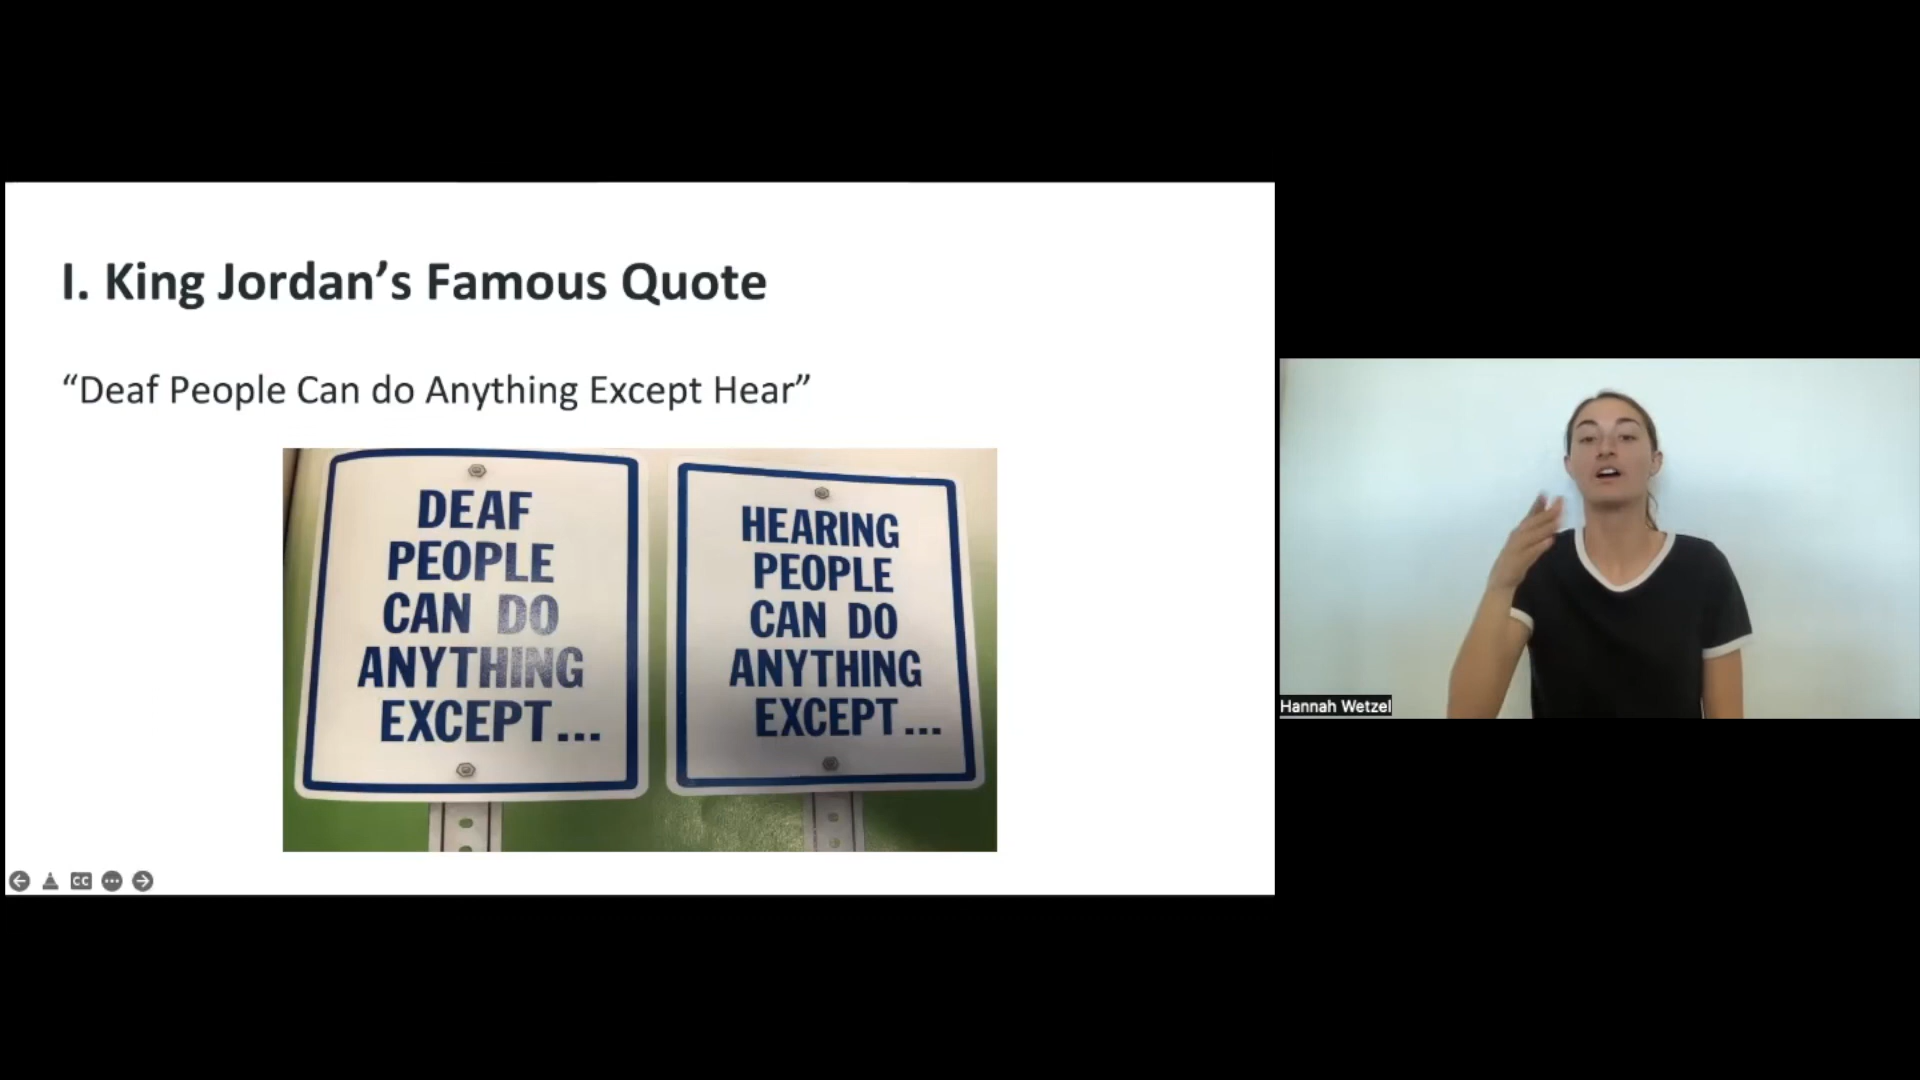 I. King Jordan’s Famous Quote
“Deaf People Can do Anything Except Hear”
DEAF
PEOPLE
CAN DO
ANYTHING
EXCEPT...
HEARING
PEOPLE
CAN DO
ANYTHING
EXCEPT...
CC
Hannah Wetzel